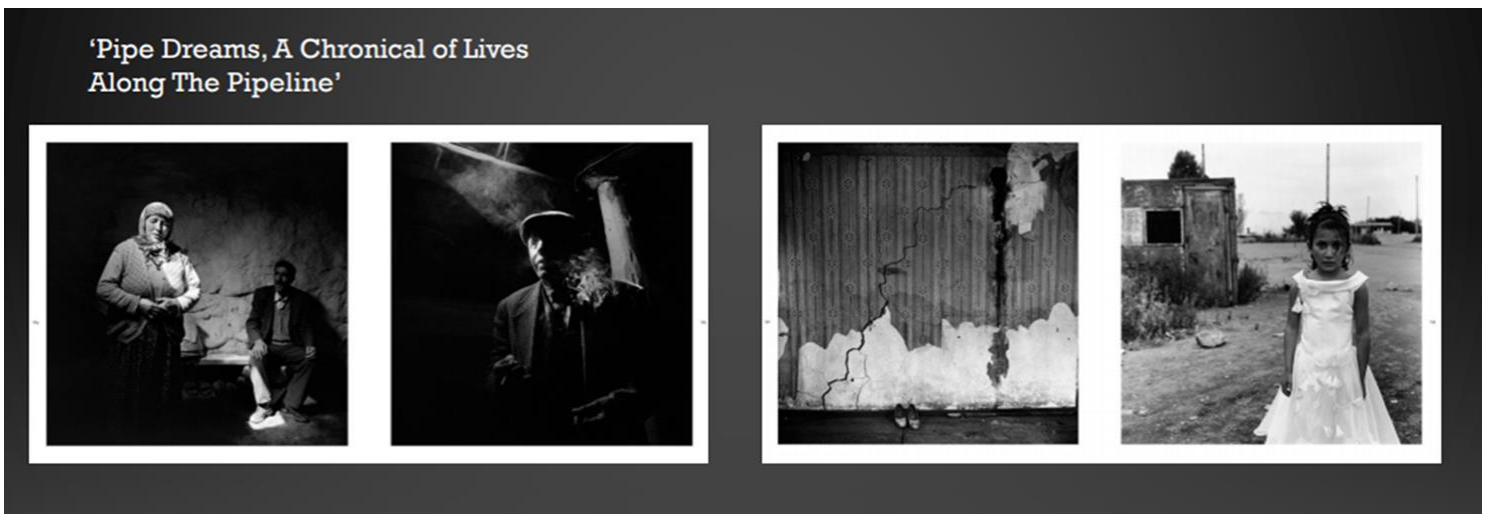 ‘Pipe Dreams, A Chronical of Lives
Along The Pipeline’